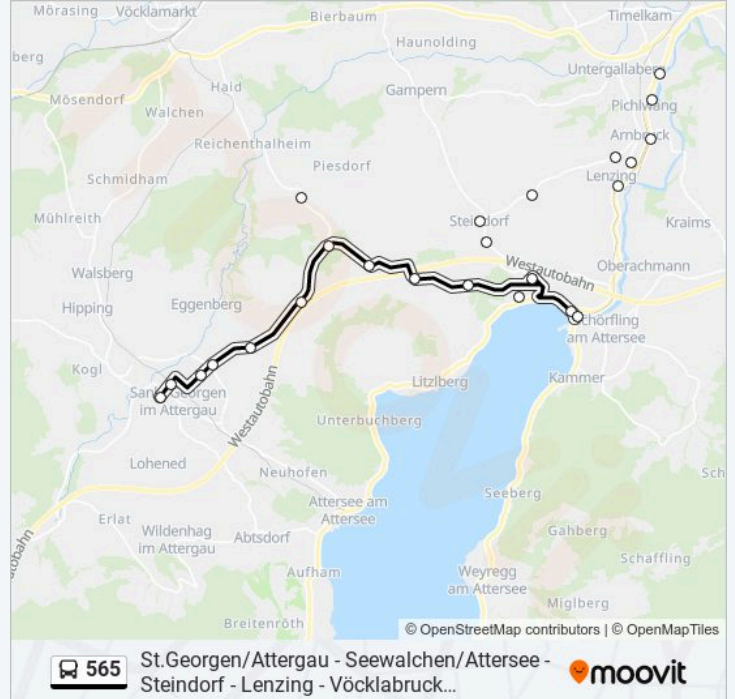 Mörasing
Vöcklamarkt
Bierbaum
Timelkam
Haunolding
Untergallaberg
Gampern
Haid
Mösendorf
Walchen
Pichlwang
Arnbruck
Reichenthalheim
Piesdorf
Schmidham
Lenzing
Mühlreith
Steindorf
Kraims
Westautobahn
Oberachmann
Walsberg
Hipping
Eggenberg
Schörfling
am Attersee
Kogl
Kammer
Litzlberg
Sankt Georgen
im Attergau
Westautobahn
Unterbuchberg
Lohened
Neuhofen
Sch
Seeberg
Attersee am
Attersee
Erlat
Wildenhag
im Attergau
Abtsdorf
Gahberg
Schaffling
Aufham
Weyregg
am Attersee
Miglberg
Breitenröth
© OpenStreetMap contributors | © OpenMapTiles
565
St.Georgen/Attergau - Seewalchen/Attersee -
Steindorf - Lenzing - Vöcklabruck...
moovit